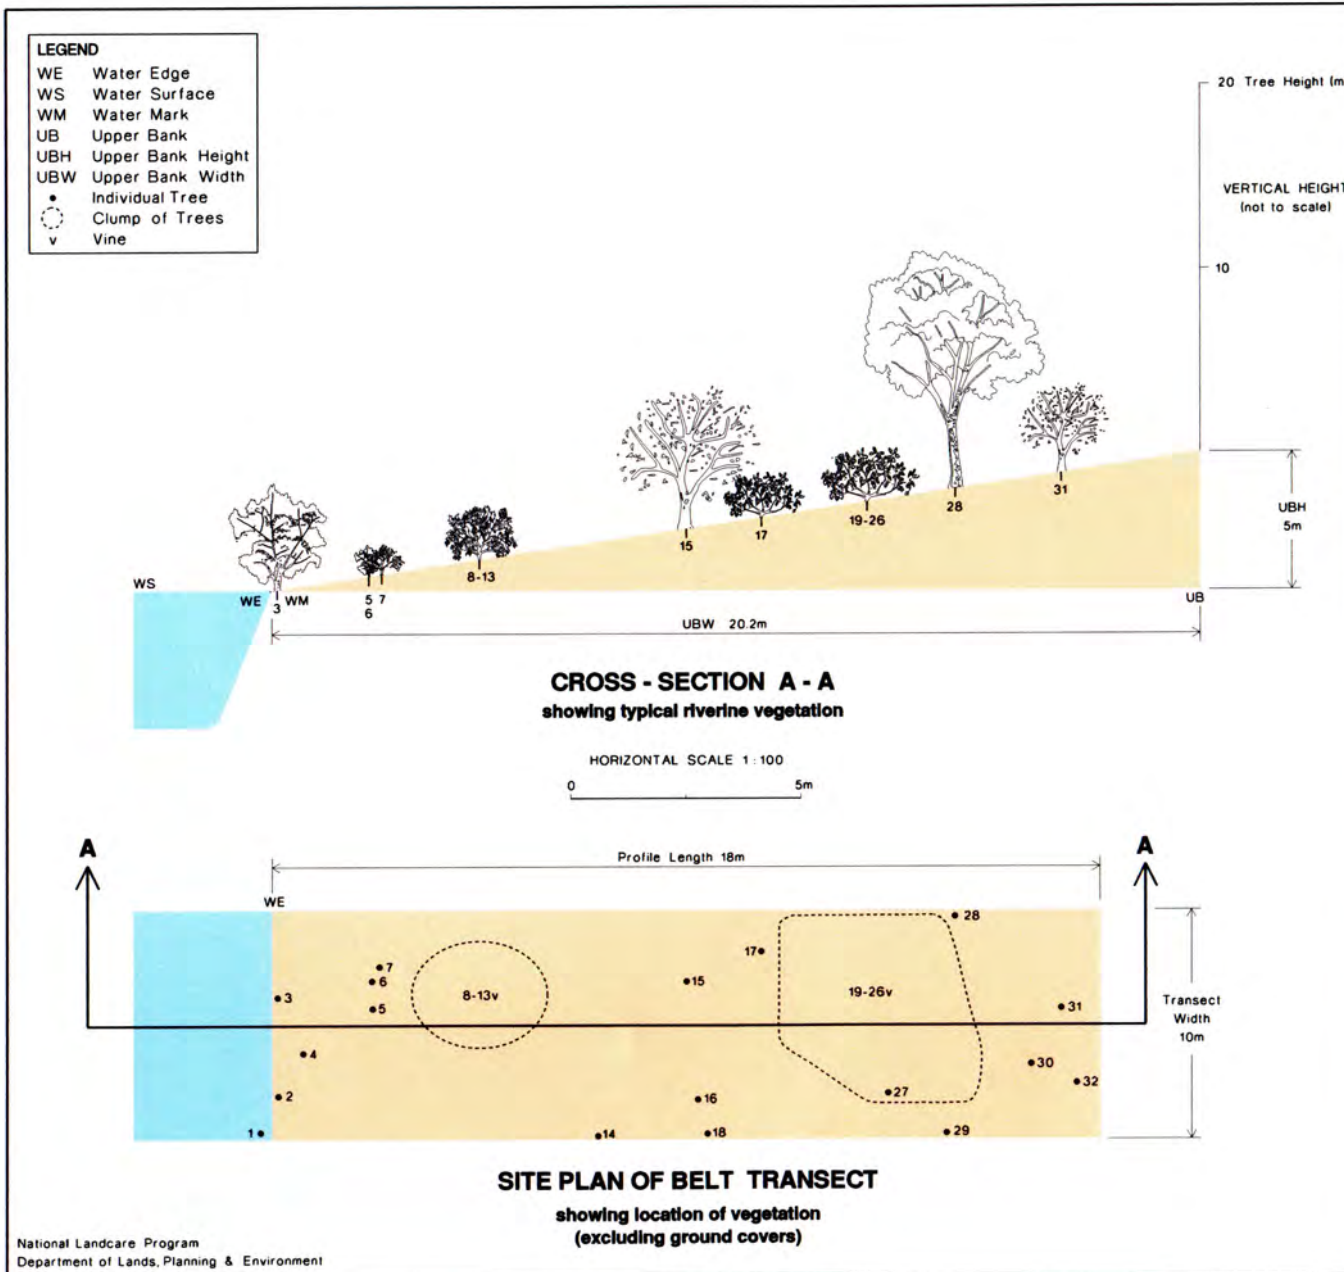 LEGEND
WE Water Edge
WS Water Surface
WM Water Mark
UB Upper Bank
UBH Upper Bank Height
UBW Upper Bank Width
Individual Tree
Clump of Trees
v Vine
20 Tree Height (m
VERTICAL HEIGHT
(not to scale)
10
31
28
19-26
17
15
8-13
UBH
5m
WS
WE
3
WM
5 7
6
UB
UBW 20.2m
CROSS - SECTION A - A
showing typical riverine vegetation
HORIZONTAL SCALE 1 : 100
0 5m
A
A
Profile Length 18m
WE
28
17
7
6
15
8-13v
19-26v
3
5
31
Transect
Width
10m
4
30
32
2
16
27
1
14
18
29
SITE PLAN OF BELT TRANSECT
showing location of vegetation
(excluding ground covers)
National Landcare Program
Department of Lands, Planning & Environment